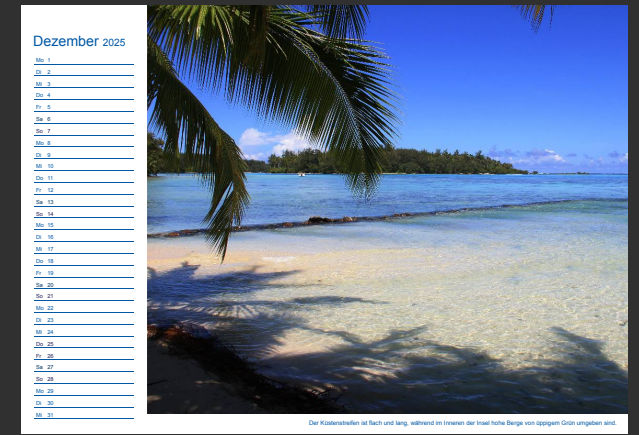 Dezember 2025
Mo 1
Di 2
Mi 3
Do 4
Fr 5
Sa 6
So 7
Mo 8
Di 9
Mi 10
Do 11
Fr 12
Sa 13
So 14
Mo 15
Di 16
Mi 17
Do 18
Fr 19
Sa 20
So 21
Mo 22
Di 23
Mi 24
Do 25
Fr 26
Sa 27
So 28
Mo 29
Di 30
Mi 31
Der Küstenstreifen ist flach und lang, während im Inneren der Insel hohe Berge von üppigem Grün umgeben sind.